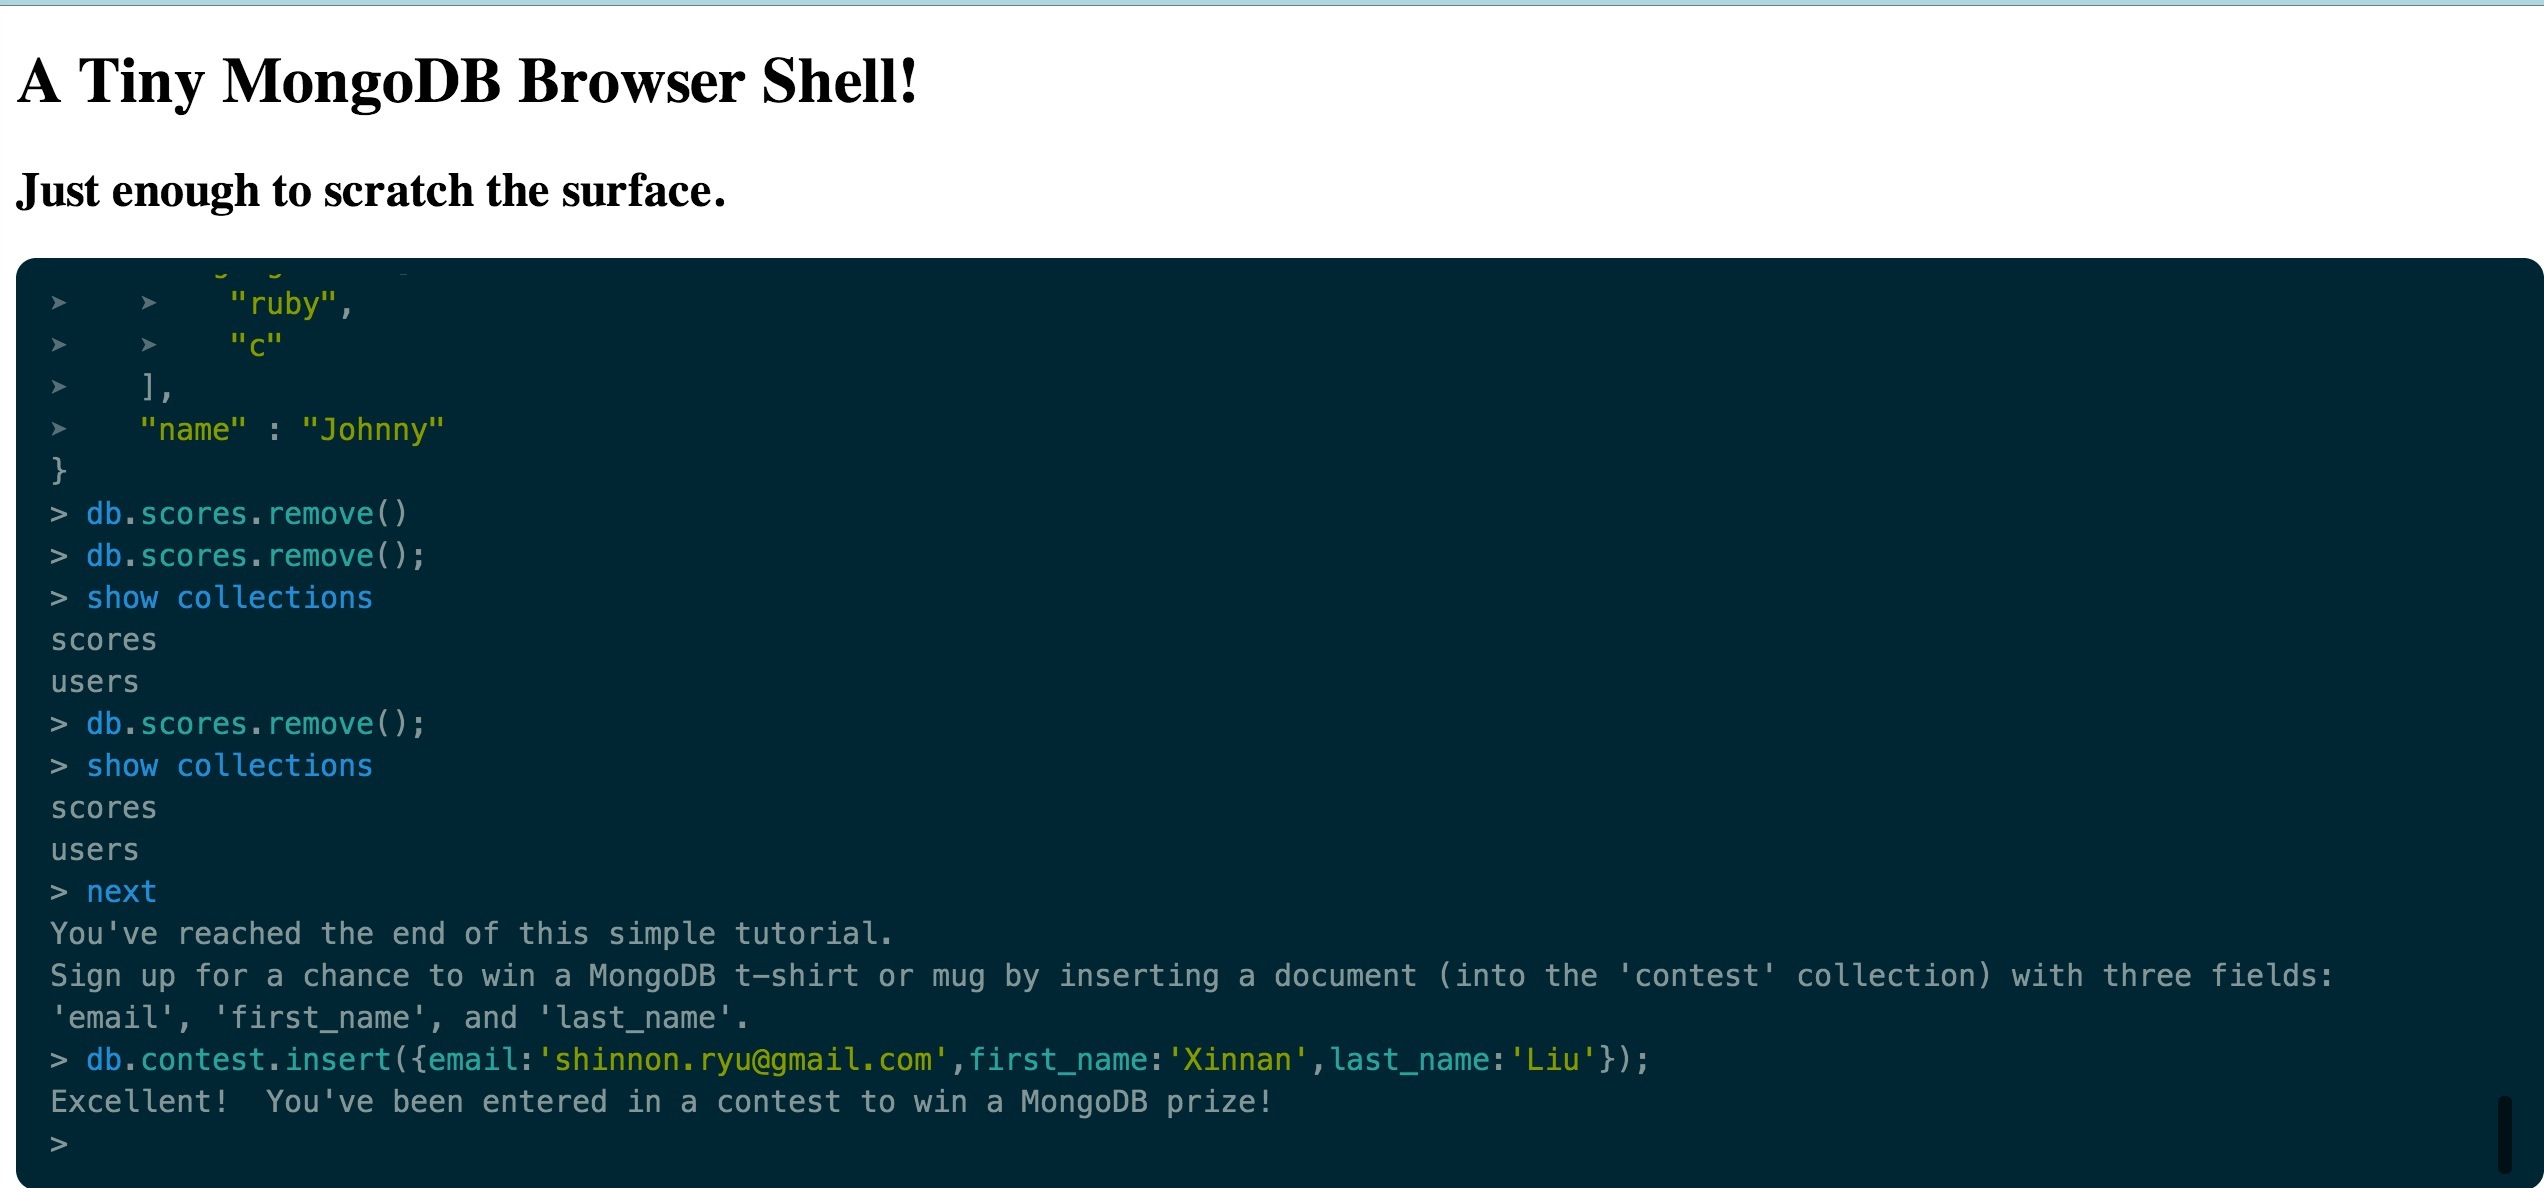 A Tiny MongoDB Browser Shell!
Just enough to scratch the surface.
➤ ➤ "ruby",
➤ ➤ "c"
➤ ],
➤ "name" : "Johnny"
}
> db.scores.remove()
> db.scores.remove();
> show collections
scores
users
> db.scores.remove();
> show collections
scores
users
> next
You've reached the end of this simple tutorial.
Sign up for a chance to win a MongoDB t-shirt or mug by inserting a document (into the 'contest' collection) with three fields:
'email', 'first_name', and 'last_name'.
> db.contest.insert({email:'shinnon.ryu@gmail.com',first_name:'Xinnan',last_name:'Liu'});
Excellent!  You've been entered in a contest to win a MongoDB prize!
>